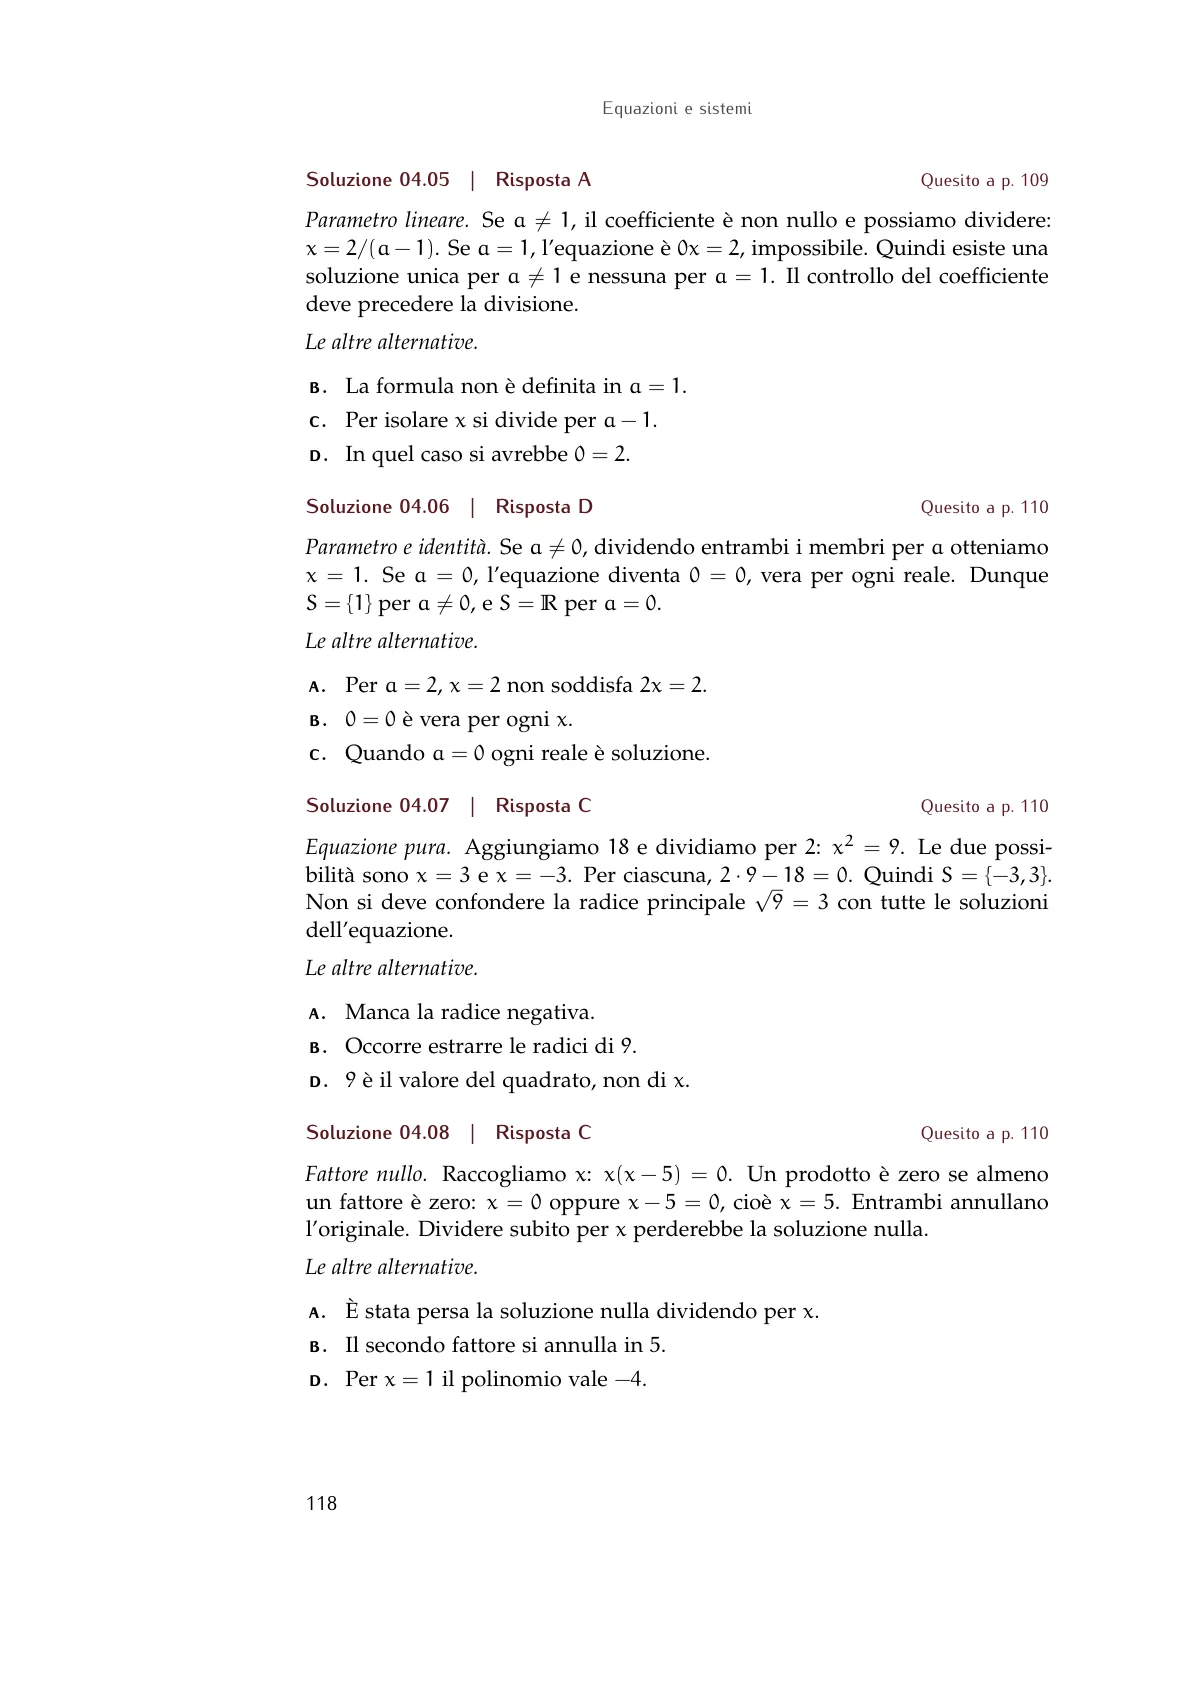 Equazioni e sistemi
Soluzione 04.05 | Risposta A Quesito a p. 109
Parametro lineare. Se a ≠ 1, il coefficiente è non nullo e possiamo dividere:
x = 2/(a − 1). Se a = 1, l'equazione è 0x = 2, impossibile. Quindi esiste una
soluzione unica per a ≠ 1 e nessuna per a = 1. Il controllo del coefficiente
deve precedere la divisione.
Le altre alternative.
B. La formula non è definita in a = 1.
C. Per isolare x si divide per a − 1.
D. In quel caso si avrebbe 0 = 2.
Soluzione 04.06 | Risposta D Quesito a p. 110
Parametro e identità. Se a ≠ 0, dividendo entrambi i membri per a otteniamo
x = 1. Se a = 0, l'equazione diventa 0 = 0, vera per ogni reale. Dunque
S = {1} per a ≠ 0, e S = ℝ per a = 0.
Le altre alternative.
A. Per a = 2, x = 2 non soddisfa 2x = 2.
B. 0 = 0 è vera per ogni x.
C. Quando a = 0 ogni reale è soluzione.
Soluzione 04.07 | Risposta C Quesito a p. 110
Equazione pura. Aggiungiamo 18 e dividiamo per 2: x² = 9. Le due possi-
bilità sono x = 3 e x = −3. Per ciascuna, 2 · 9 − 18 = 0. Quindi S = {−3, 3}.
Non si deve confondere la radice principale √9 = 3 con tutte le soluzioni
dell'equazione.
Le altre alternative.
A. Manca la radice negativa.
B. Occorre estrarre le radici di 9.
D. 9 è il valore del quadrato, non di x.
Soluzione 04.08 | Risposta C Quesito a p. 110
Fattore nullo. Raccogliamo x: x(x − 5) = 0. Un prodotto è zero se almeno
un fattore è zero: x = 0 oppure x − 5 = 0, cioè x = 5. Entrambi annullano
l'originale. Dividere subito per x perderebbe la soluzione nulla.
Le altre alternative.
A. È stata persa la soluzione nulla dividendo per x.
B. Il secondo fattore si annulla in 5.
D. Per x = 1 il polinomio vale −4.
118